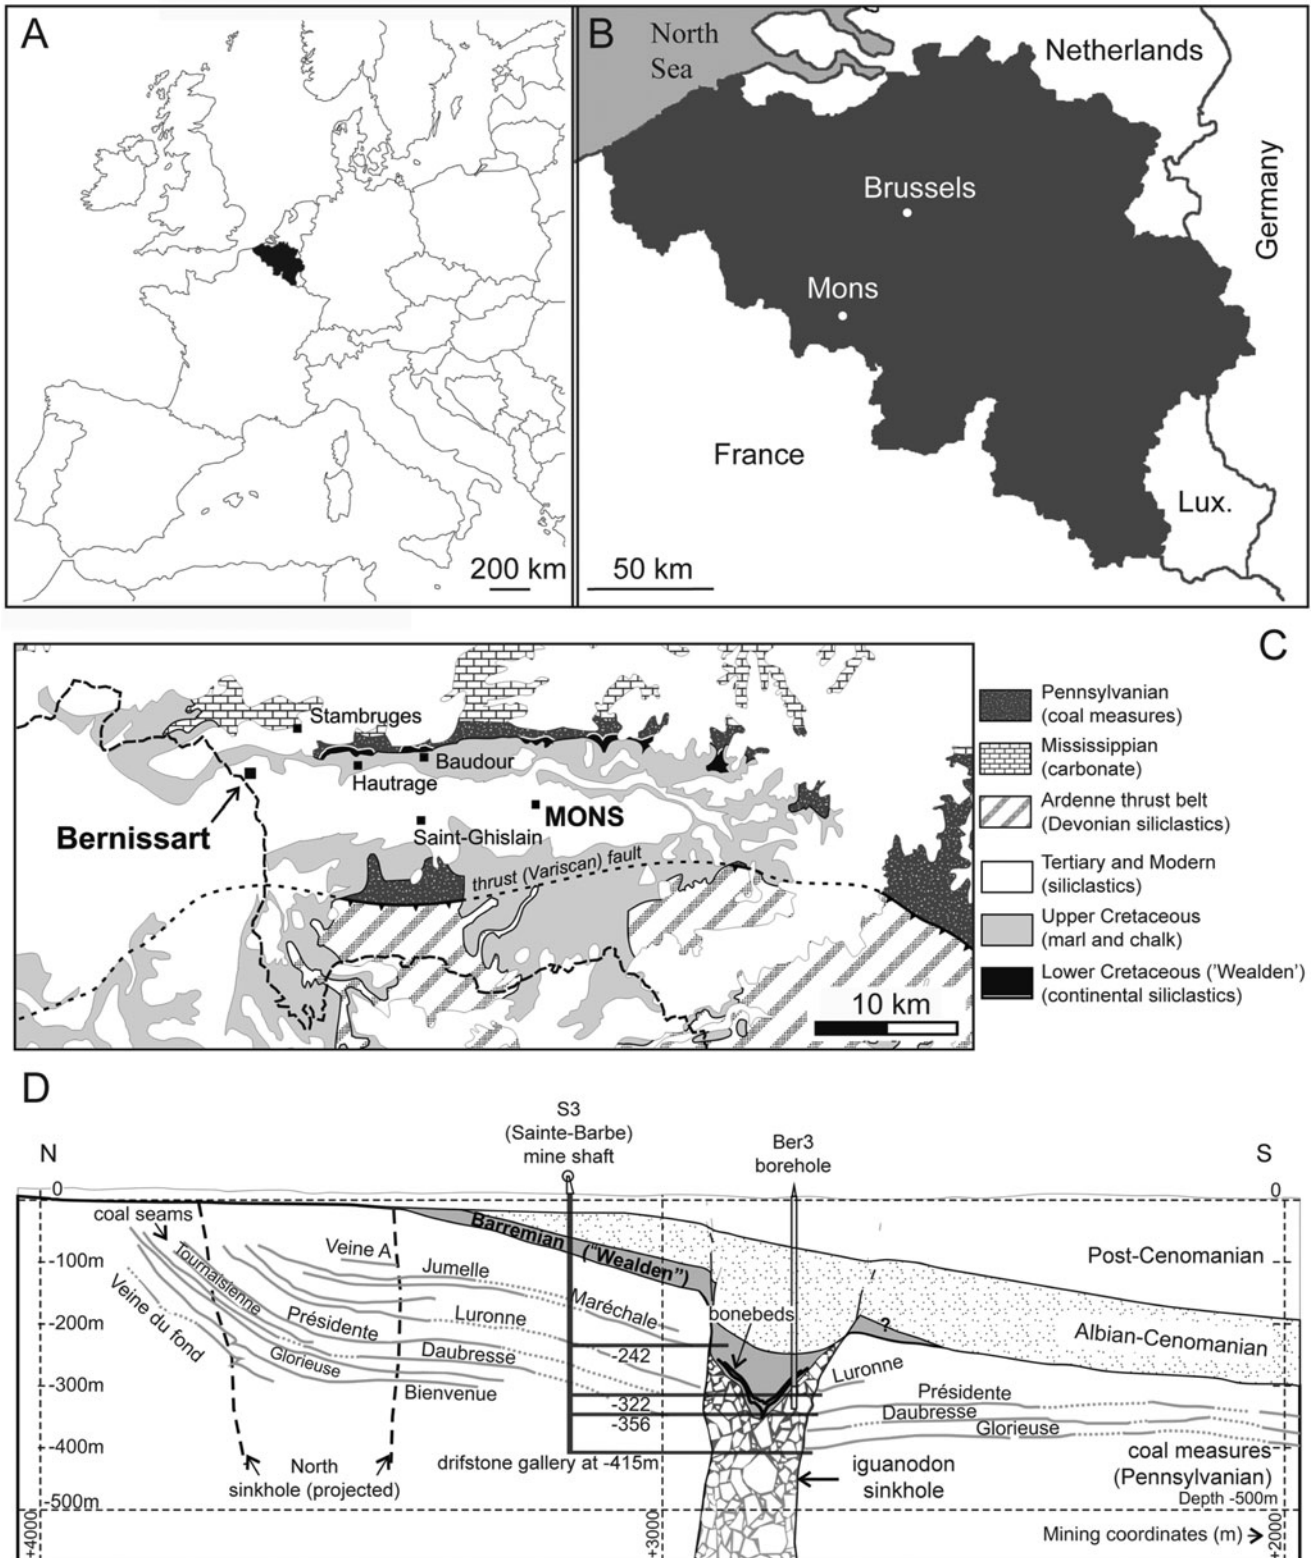 A
200 km
B
North
Sea
Netherlands
Brussels
Germany
Mons
France
Lux.
50 km
C
Stambruges
Baudour
Hautrage
Bernissart
MONS
Saint-Ghislain
thrust (Variscan) fault
10 km
Pennsylvanian
(coal measures)
Mississippian
(carbonate)
Ardenne thrust belt
(Devonian siliclastics)
Tertiary and Modern
(siliclastics)
Upper Cretaceous
(marl and chalk)
Lower Cretaceous ('Wealden')
(continental siliclastics)
D
S3
(Sainte-Barbe)
mine shaft
Ber3
borehole
N
S
0
0
coal seams
Barremian ("Wealden")
Post-Cenomanian
-100m
Tournaisienne
Veine A
Jumelle
Maréchale
Veine du fond
bonebeds
-200m
Présidente
Luronne
?
Albian-Cenomanian
Glorieuse
Daubresse
-242
Luronne
-300m
Bienvenue
-322
Présidente
-356
Daubresse
Glorieuse
-400m
North
sinkhole (projected)
drifstone gallery at -415m
iguanodon
sinkhole
coal measures
(Pennsylvanian)
-500m
Depth -500m
+4000
+3000
+2000
Mining coordinates (m)